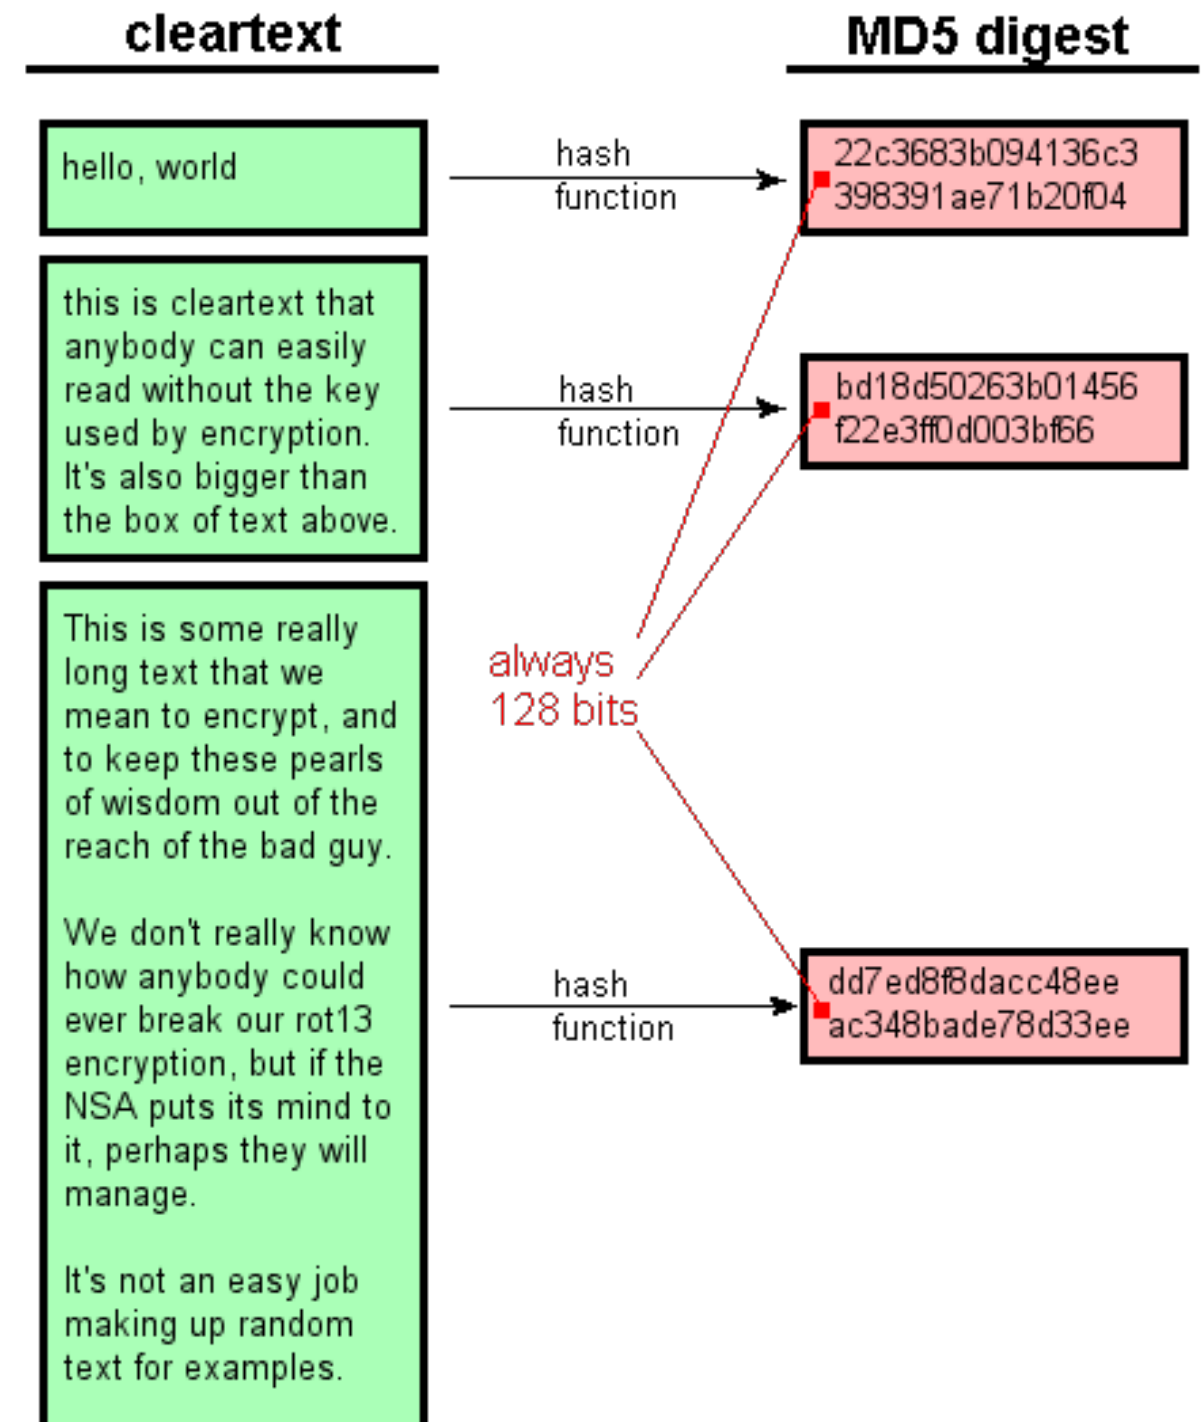 cleartext
MD5 digest
hello, world
hash
function
22c3683b094136c3
398391ae71b20f04
this is cleartext that
anybody can easily
read without the key
used by encryption.
It's also bigger than
the box of text above.
hash
function
bd18d50263b01456
f22e3ff0d003bf66
always
128 bits
This is some really
long text that we
mean to encrypt, and
to keep these pearls
of wisdom out of the
reach of the bad guy.
We don't really know
how anybody could
ever break our rot13
encryption, but if the
NSA puts its mind to
it, perhaps they will
manage.
It's not an easy job
making up random
text for examples.
hash
function
dd7ed8f8dacc48ee
ac348bade78d33ee